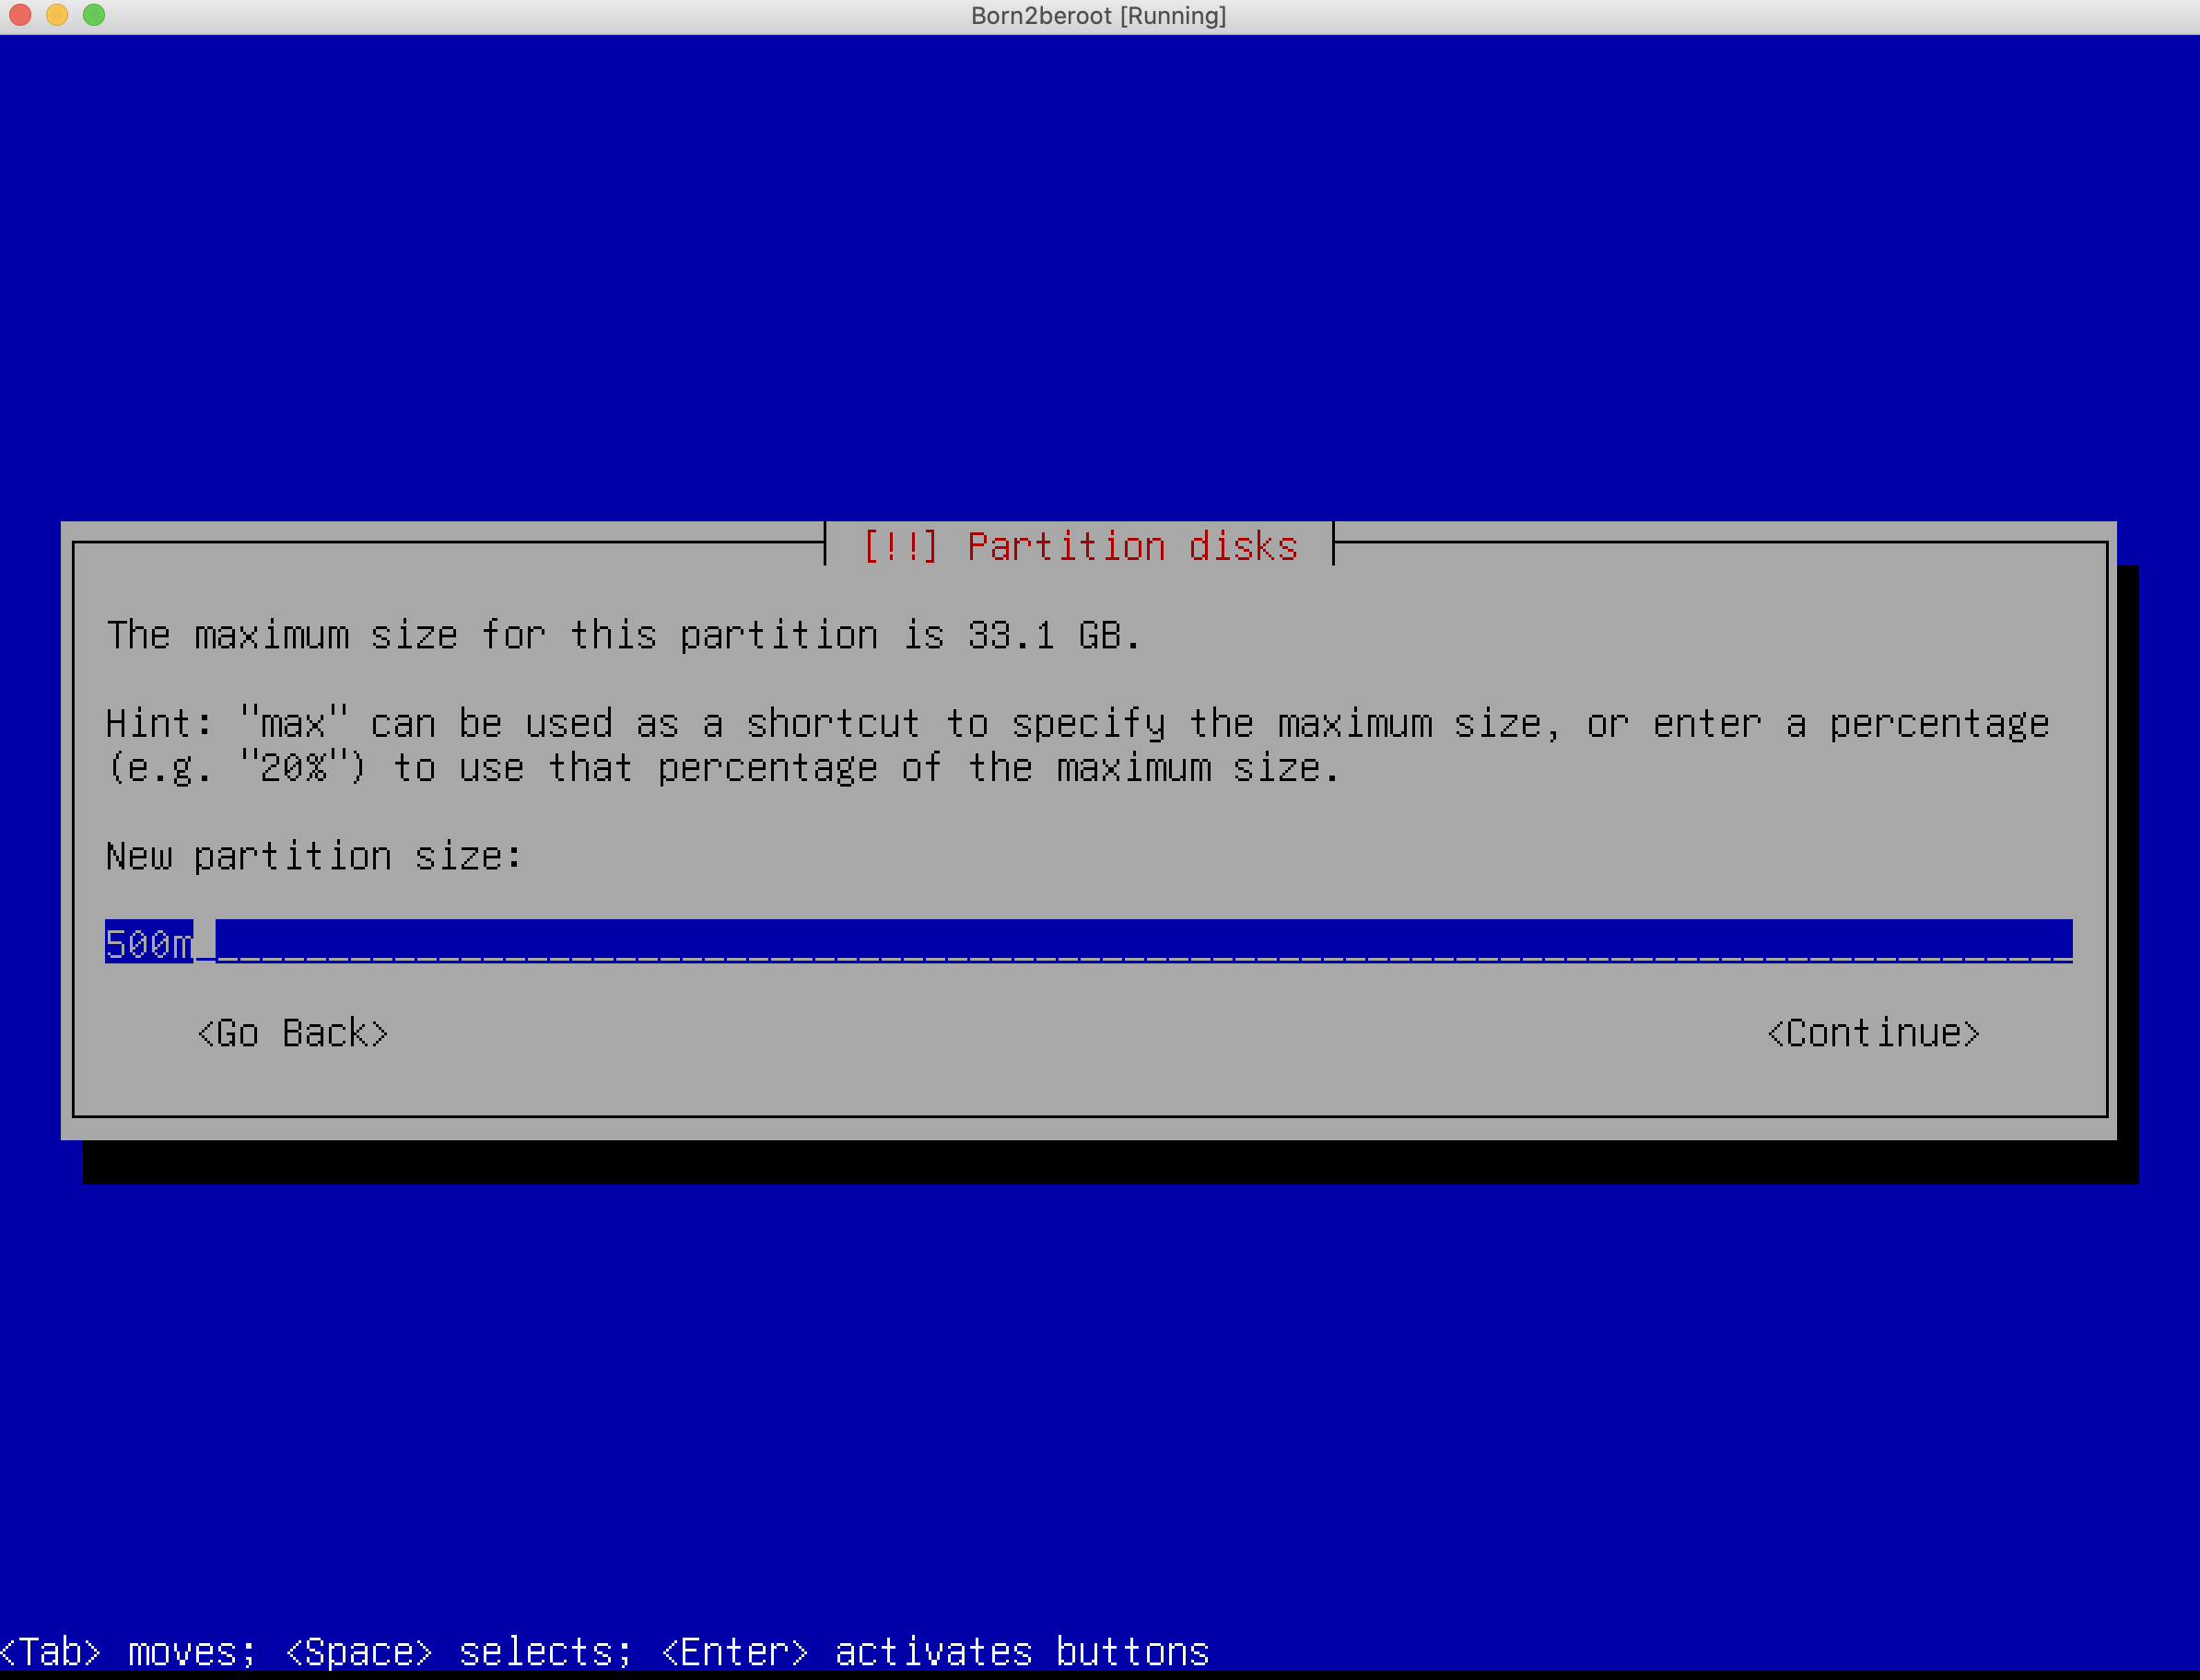 Born2beroot [Running]
[!!] Partition disks
The maximum size for this partition is 33.1 GB.
Hint: "max" can be used as a shortcut to specify the maximum size, or enter a percentage
(e.g. "20%") to use that percentage of the maximum size.
New partition size:
500m
<Go Back> <Continue>
<Tab> moves; <Space> selects; <Enter> activates buttons